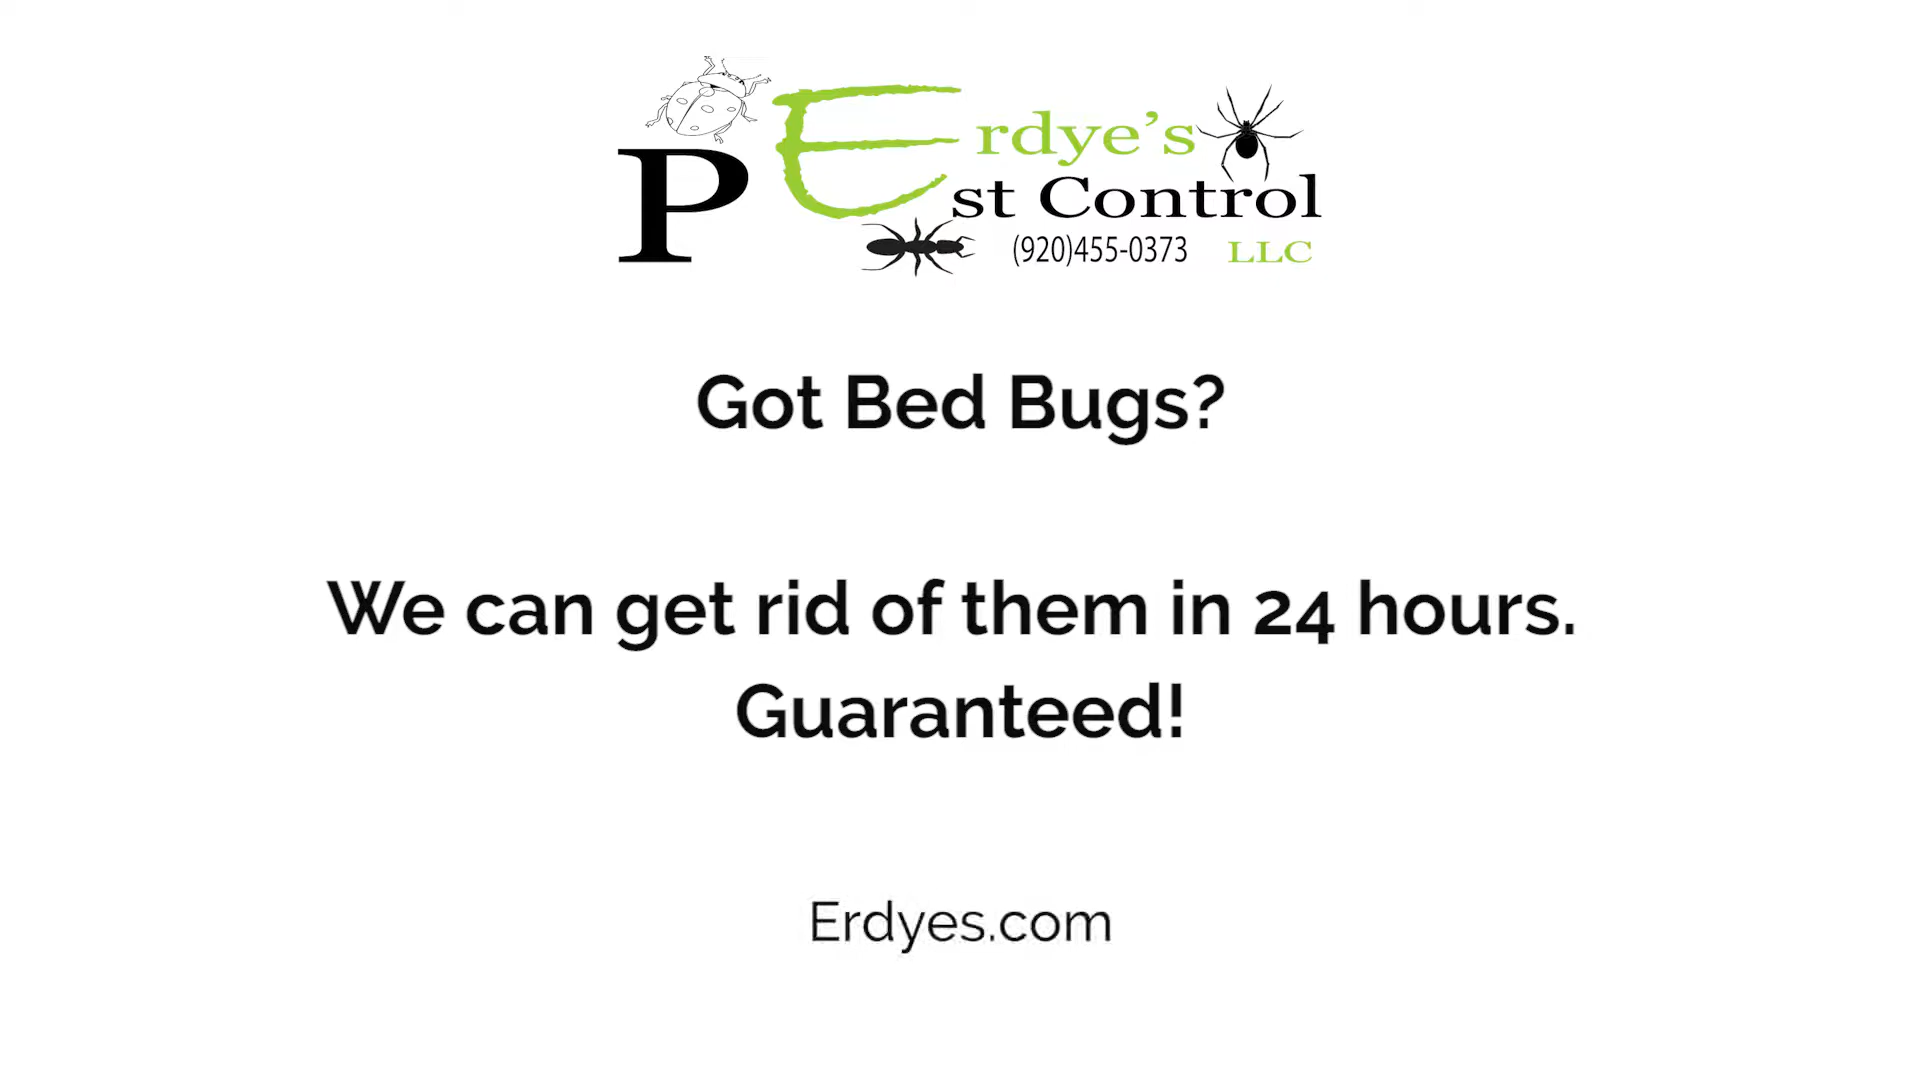 Erdye's
PEst Control
(920)455-0373 LLC
Got Bed Bugs?
We can get rid of them in 24 hours.
Guaranteed!
Erdyes.com